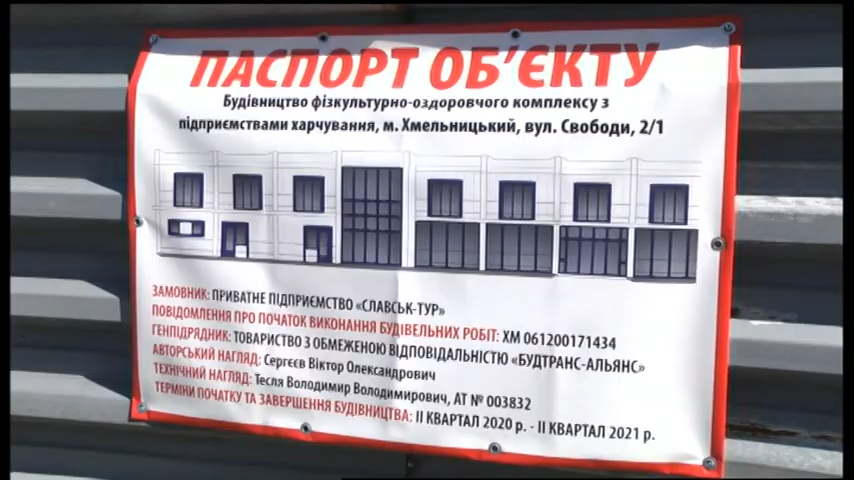 ПАСПОРТ ОБ'ЄКТУ
Будівництво фізкультурно-оздоровчого комплексу з
підприємствами харчування, м. Хмельницький, вул. Свободи, 2/1
ЗАМОВНИК: ПРИВАТНЕ ПІДПРИЄМСТВО «СЛАВСЬК-ТУР»
ПОВІДОМЛЕННЯ ПРО ПОЧАТОК ВИКОНАННЯ БУДІВЕЛЬНИХ РОБІТ: ХМ 061200171434
ГЕНПІДРЯДНИК: ТОВАРИСТВО З ОБМЕЖЕНОЮ ВІДПОВІДАЛЬНІСТЮ «БУДТРАНС-АЛЬЯНС»
АВТОРСЬКИЙ НАГЛЯД: Сергєєв Віктор Олександрович
ТЕХНІЧНИЙ НАГЛЯД: Тесля Володимир Володимирович, АТ № 003832
ТЕРМІНИ ПОЧАТКУ ТА ЗАВЕРШЕННЯ БУДІВНИЦТВА: ІІ КВАРТАЛ 2020 р. - ІІ КВАРТАЛ 2021 р.